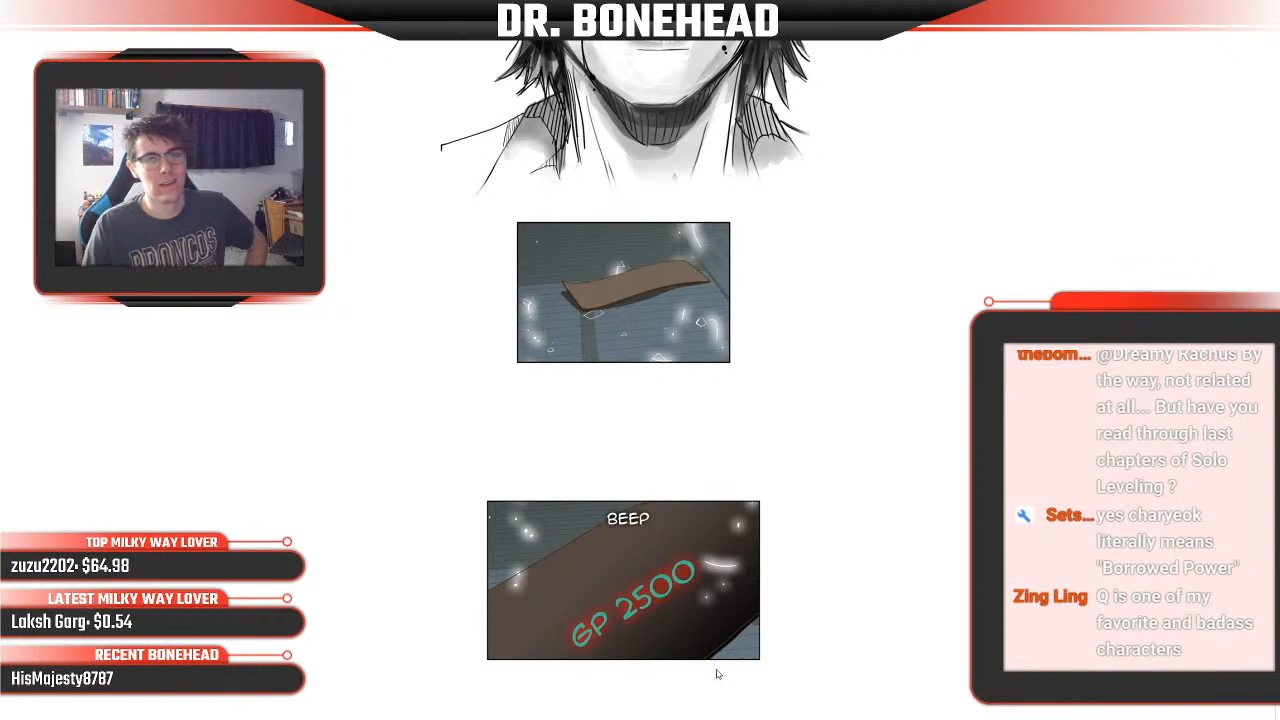 DR. BONEHEAD
BRONCOS
BEEP
GP 2500
TOP MILKY WAY LOVER
zuzu2202• $64.98
LATEST MILKY WAY LOVER
Laksh Garg• $0.54
RECENT BONEHEAD
HisMajesty8787
thebom... @Dreamy Rachus By
the way, not related
at all... But have you
read through last
chapters of Solo
Leveling ?
Sets... yes charyeok
literally means
"Borrowed Power"
Zing Ling Q is one of my
favorite and badass
characters